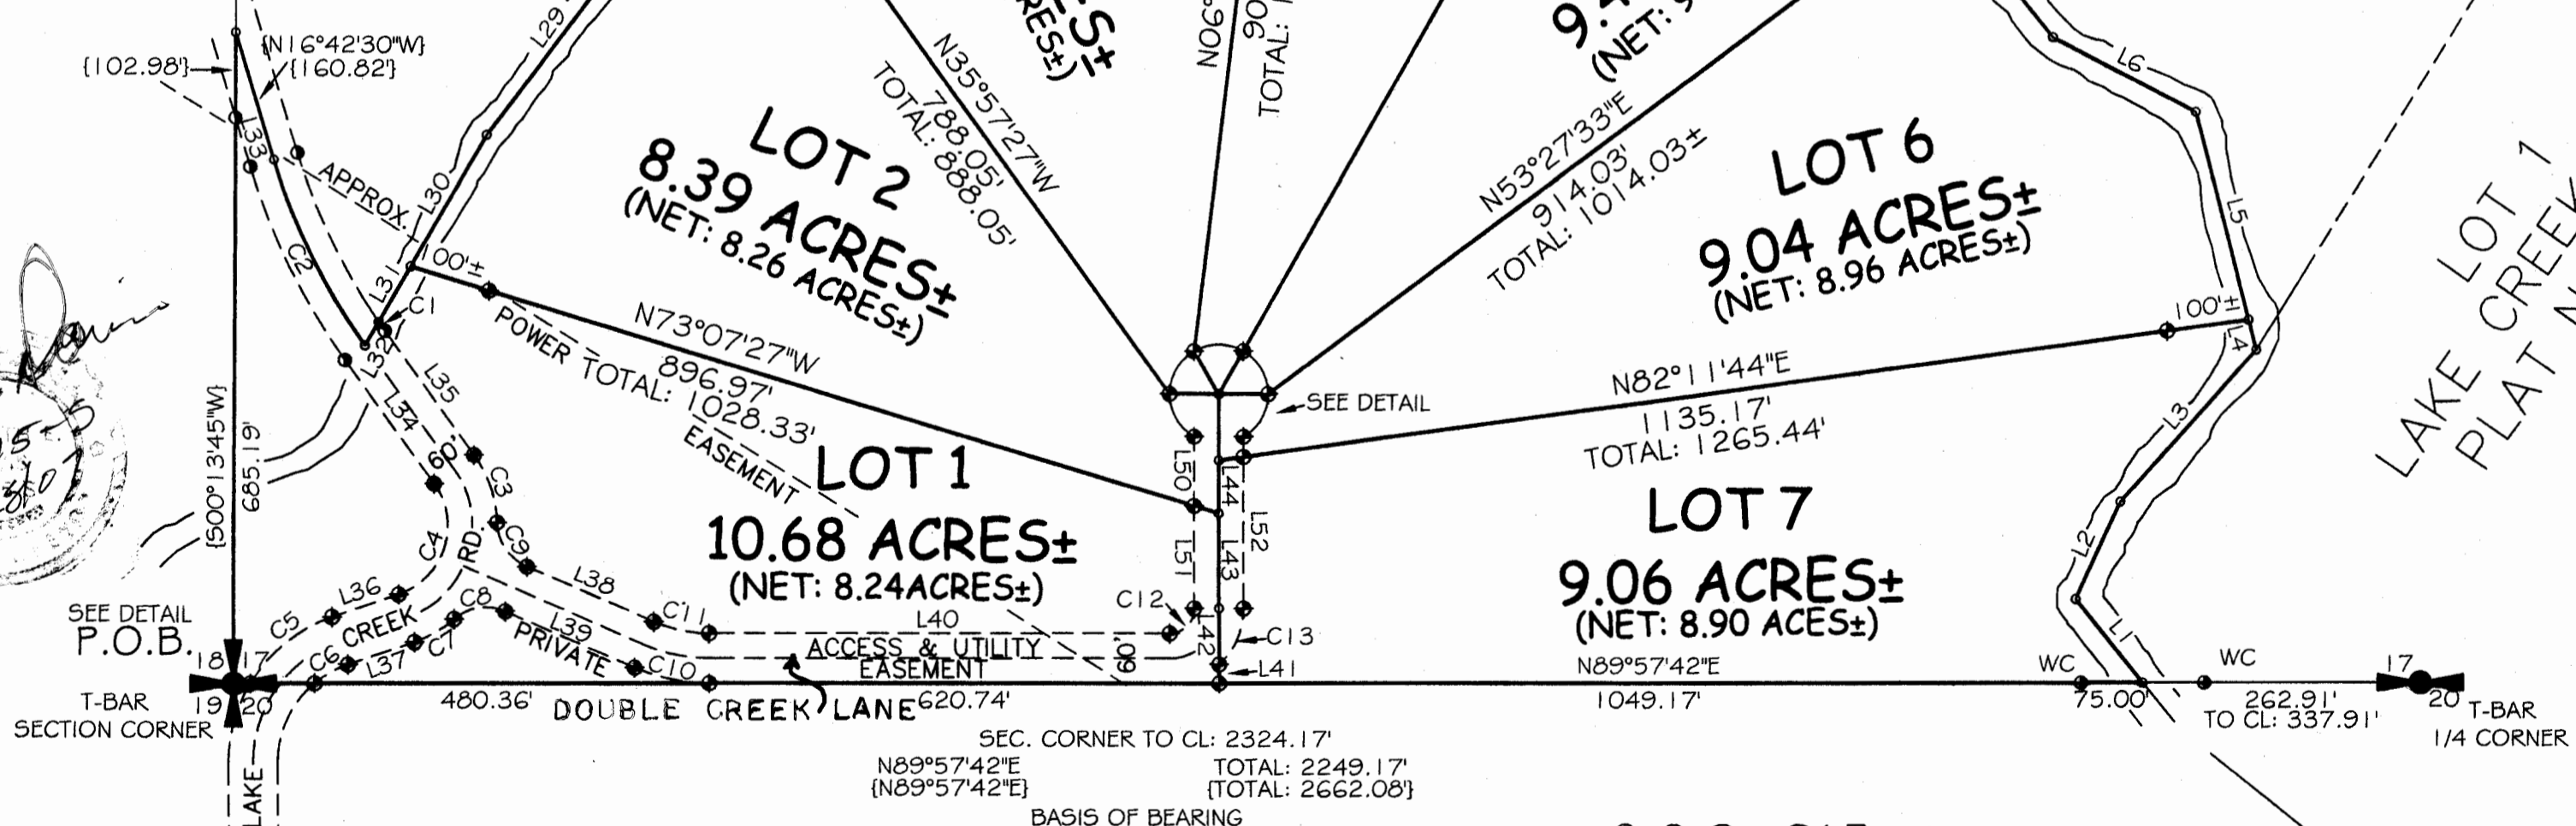 {N16°42'30"W}
{160.82'}
{102.98'}
L33
C2
APPROX.
100'±
L29
L30
L31
C1
L32
L35
L34
60'
C3
C4
RD.
C9
L36
CREEK
C5
C6
L37
C7
C8
L38
L39
PRIVATE
C10
C11
{S00°13'45"W}
685.19'
SEE DETAIL
P.O.B.
18 17
19 20
T-BAR
SECTION CORNER
LAKE
LOT 2
8.39 ACRES±
(NET: 8.26 ACRES±)
N35°57'27"W
788.05'
TOTAL: 888.05'
ES±
RES±)
N06°
TOTAL:
9.4
(NET: 9
N53°27'33"E
914.03'
TOTAL: 1014.03±
LOT 6
9.04 ACRES±
(NET: 8.96 ACRES±)
L6
L5
100'±
L4
L3
L2
L1
LOT 1
LAKE CREEK
PLAT
POWER
EASEMENT
N73°07'27"W
896.97'
TOTAL: 1028.33'
LOT 1
10.68 ACRES±
(NET: 8.24ACRES±)
SEE DETAIL
N82°11'44"E
1135.17'
TOTAL: 1265.44'
LOT 7
9.06 ACRES±
(NET: 8.90 ACES±)
L50
L51
L44
L43
L52
C12
L42
C13
L41
L40
ACCESS & UTILITY
EASEMENT
60'
N89°57'42"E
WC
WC
17
480.36'
DOUBLE CREEK LANE
620.74'
1049.17'
75.00'
262.91'
TO CL: 337.91'
20
T-BAR
1/4 CORNER
SEC. CORNER TO CL: 2324.17'
N89°57'42"E TOTAL: 2249.17'
{N89°57'42"E} {TOTAL: 2662.08'}
BASIS OF BEARING